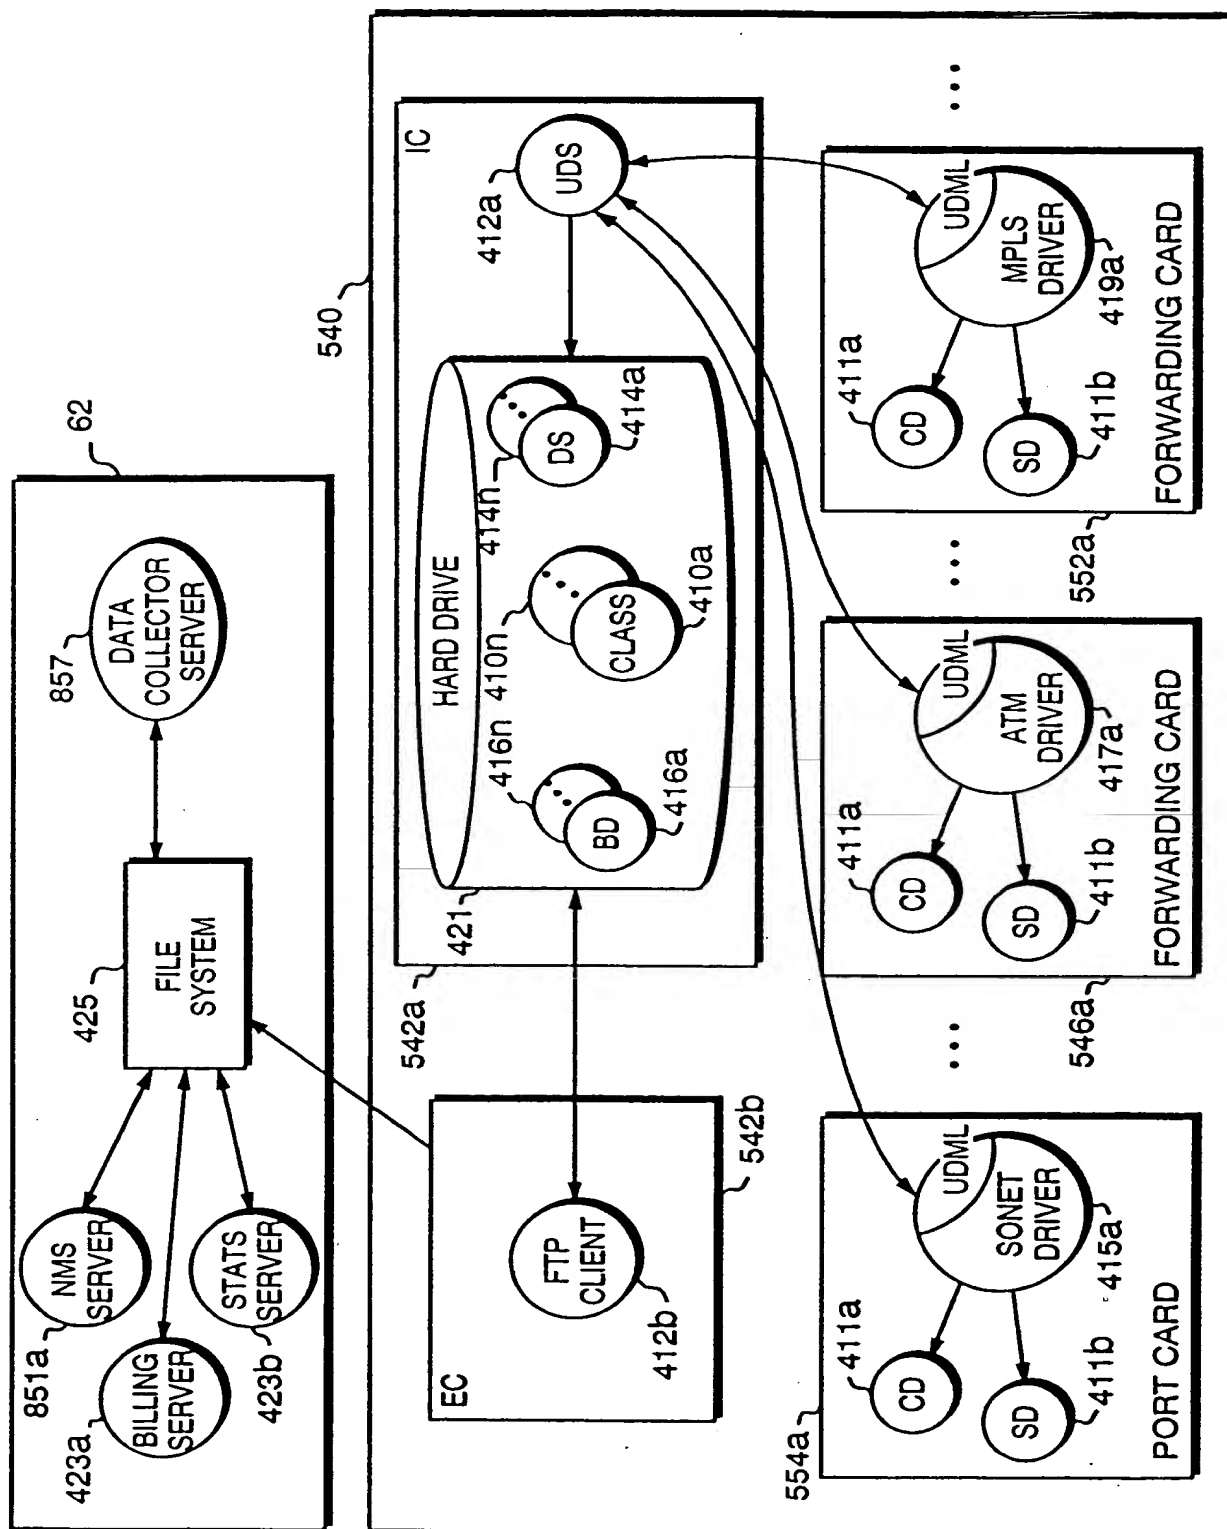 62
NMS
SERVER
851a
BILLING
SERVER
423a
STATS
SERVER
423b
FILE
SYSTEM
425
DATA
COLLECTOR
SERVER
857
540
EC
FTP
CLIENT
412b
542b
IC
542a
HARD DRIVE
421
BD
416a
416n
CLASS
410a
410n
DS
414a
414n
UDS
412a
554a
CD
411a
SD
411b
UDML
SONET
DRIVER
415a
PORT CARD
546a
CD
411a
SD
411b
UDML
ATM
DRIVER
417a
FORWARDING CARD
552a
CD
411a
SD
411b
UDML
MPLS
DRIVER
419a
FORWARDING CARD